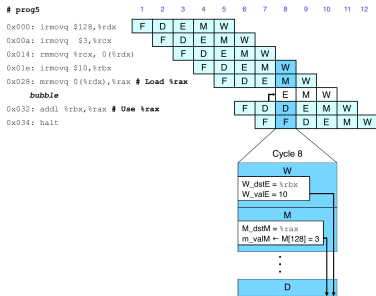 # prog5 1 2 3 4 5 6 7 8 9 10 11 12
0x000: irmovq $128,%rdx F D E M W
0x00a: irmovq $3,%rcx F D E M W
0x014: rmmovq %rcx, 0(%rdx) F D E M W
0x01e: irmovq $10,%rbx F D E M W
0x028: mrmovq 0(%rdx),%rax # Load %rax F D E M W
bubble E M W
0x032: addl %rbx,%rax # Use %rax F D D E M W
0x034: halt F F D E M W
Cycle 8
W
W_dstE = %rbx
W_valE = 10
M
M_dstM = %rax
m_valM ← M[128] = 3
D